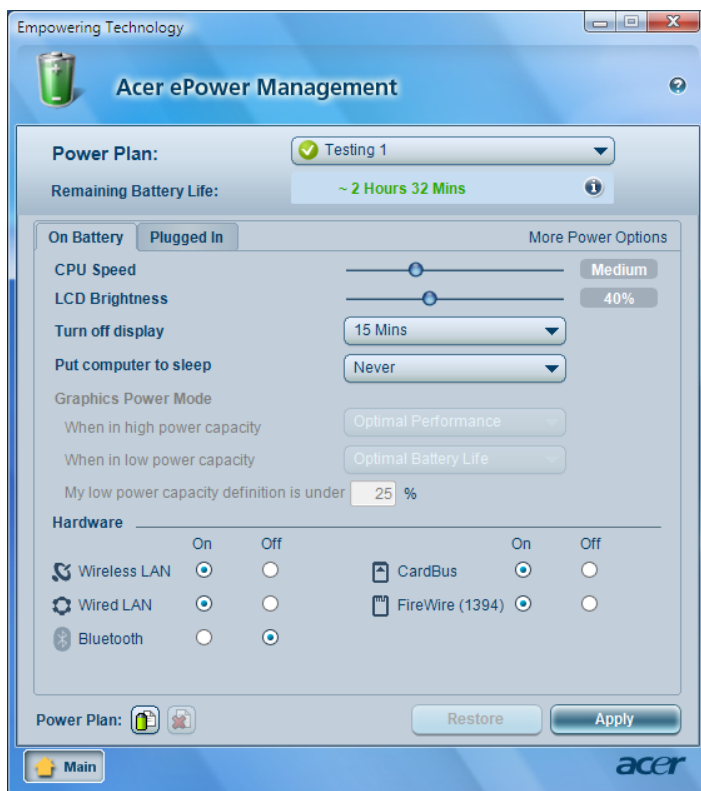 Empowering Technology
Acer ePower Management
Power Plan: Testing 1
Remaining Battery Life: ~ 2 Hours 32 Mins
On Battery Plugged In More Power Options
CPU Speed Medium
LCD Brightness 40%
Turn off display 15 Mins
Put computer to sleep Never
Graphics Power Mode
When in high power capacity Optimal Performance
When in low power capacity Optimal Battery Life
My low power capacity definition is under 25 %
Hardware
On Off On Off
Wireless LAN CardBus
Wired LAN FireWire (1394)
Bluetooth
Power Plan: Restore Apply
Main acer